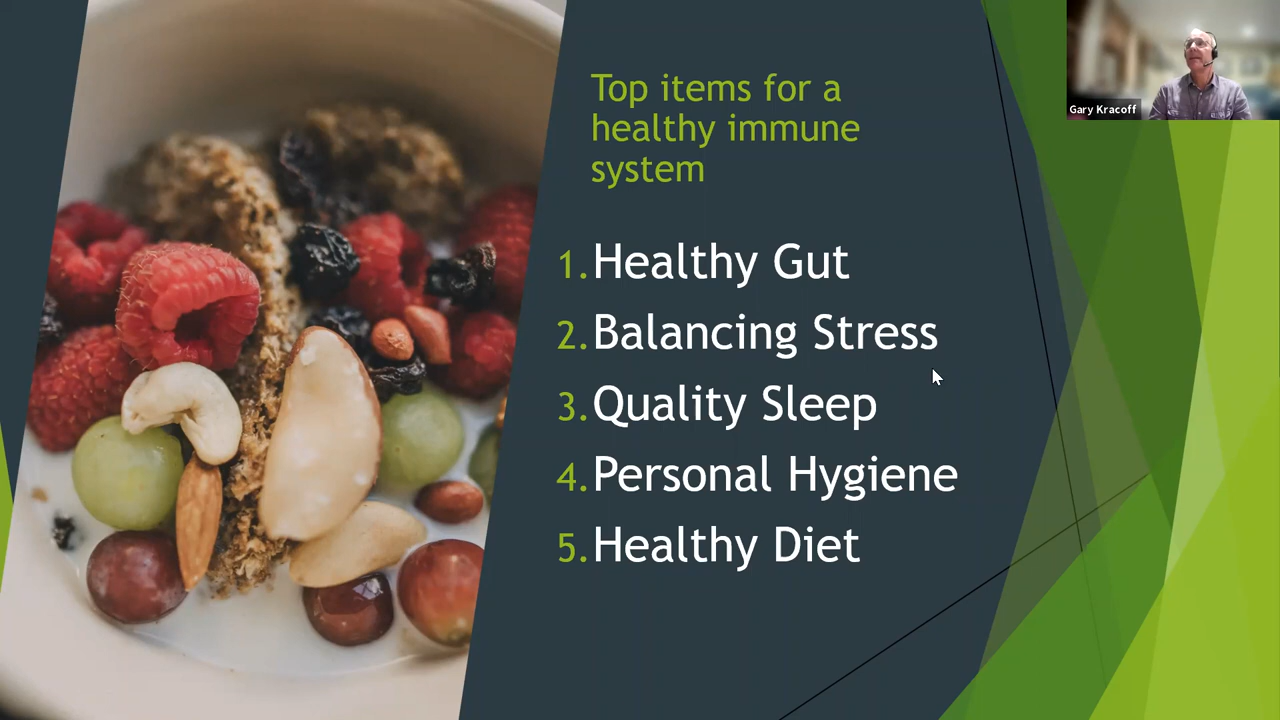 Top items for a
healthy immune
system
1. Healthy Gut
2. Balancing Stress
3. Quality Sleep
4. Personal Hygiene
5. Healthy Diet
Gary Kracoff